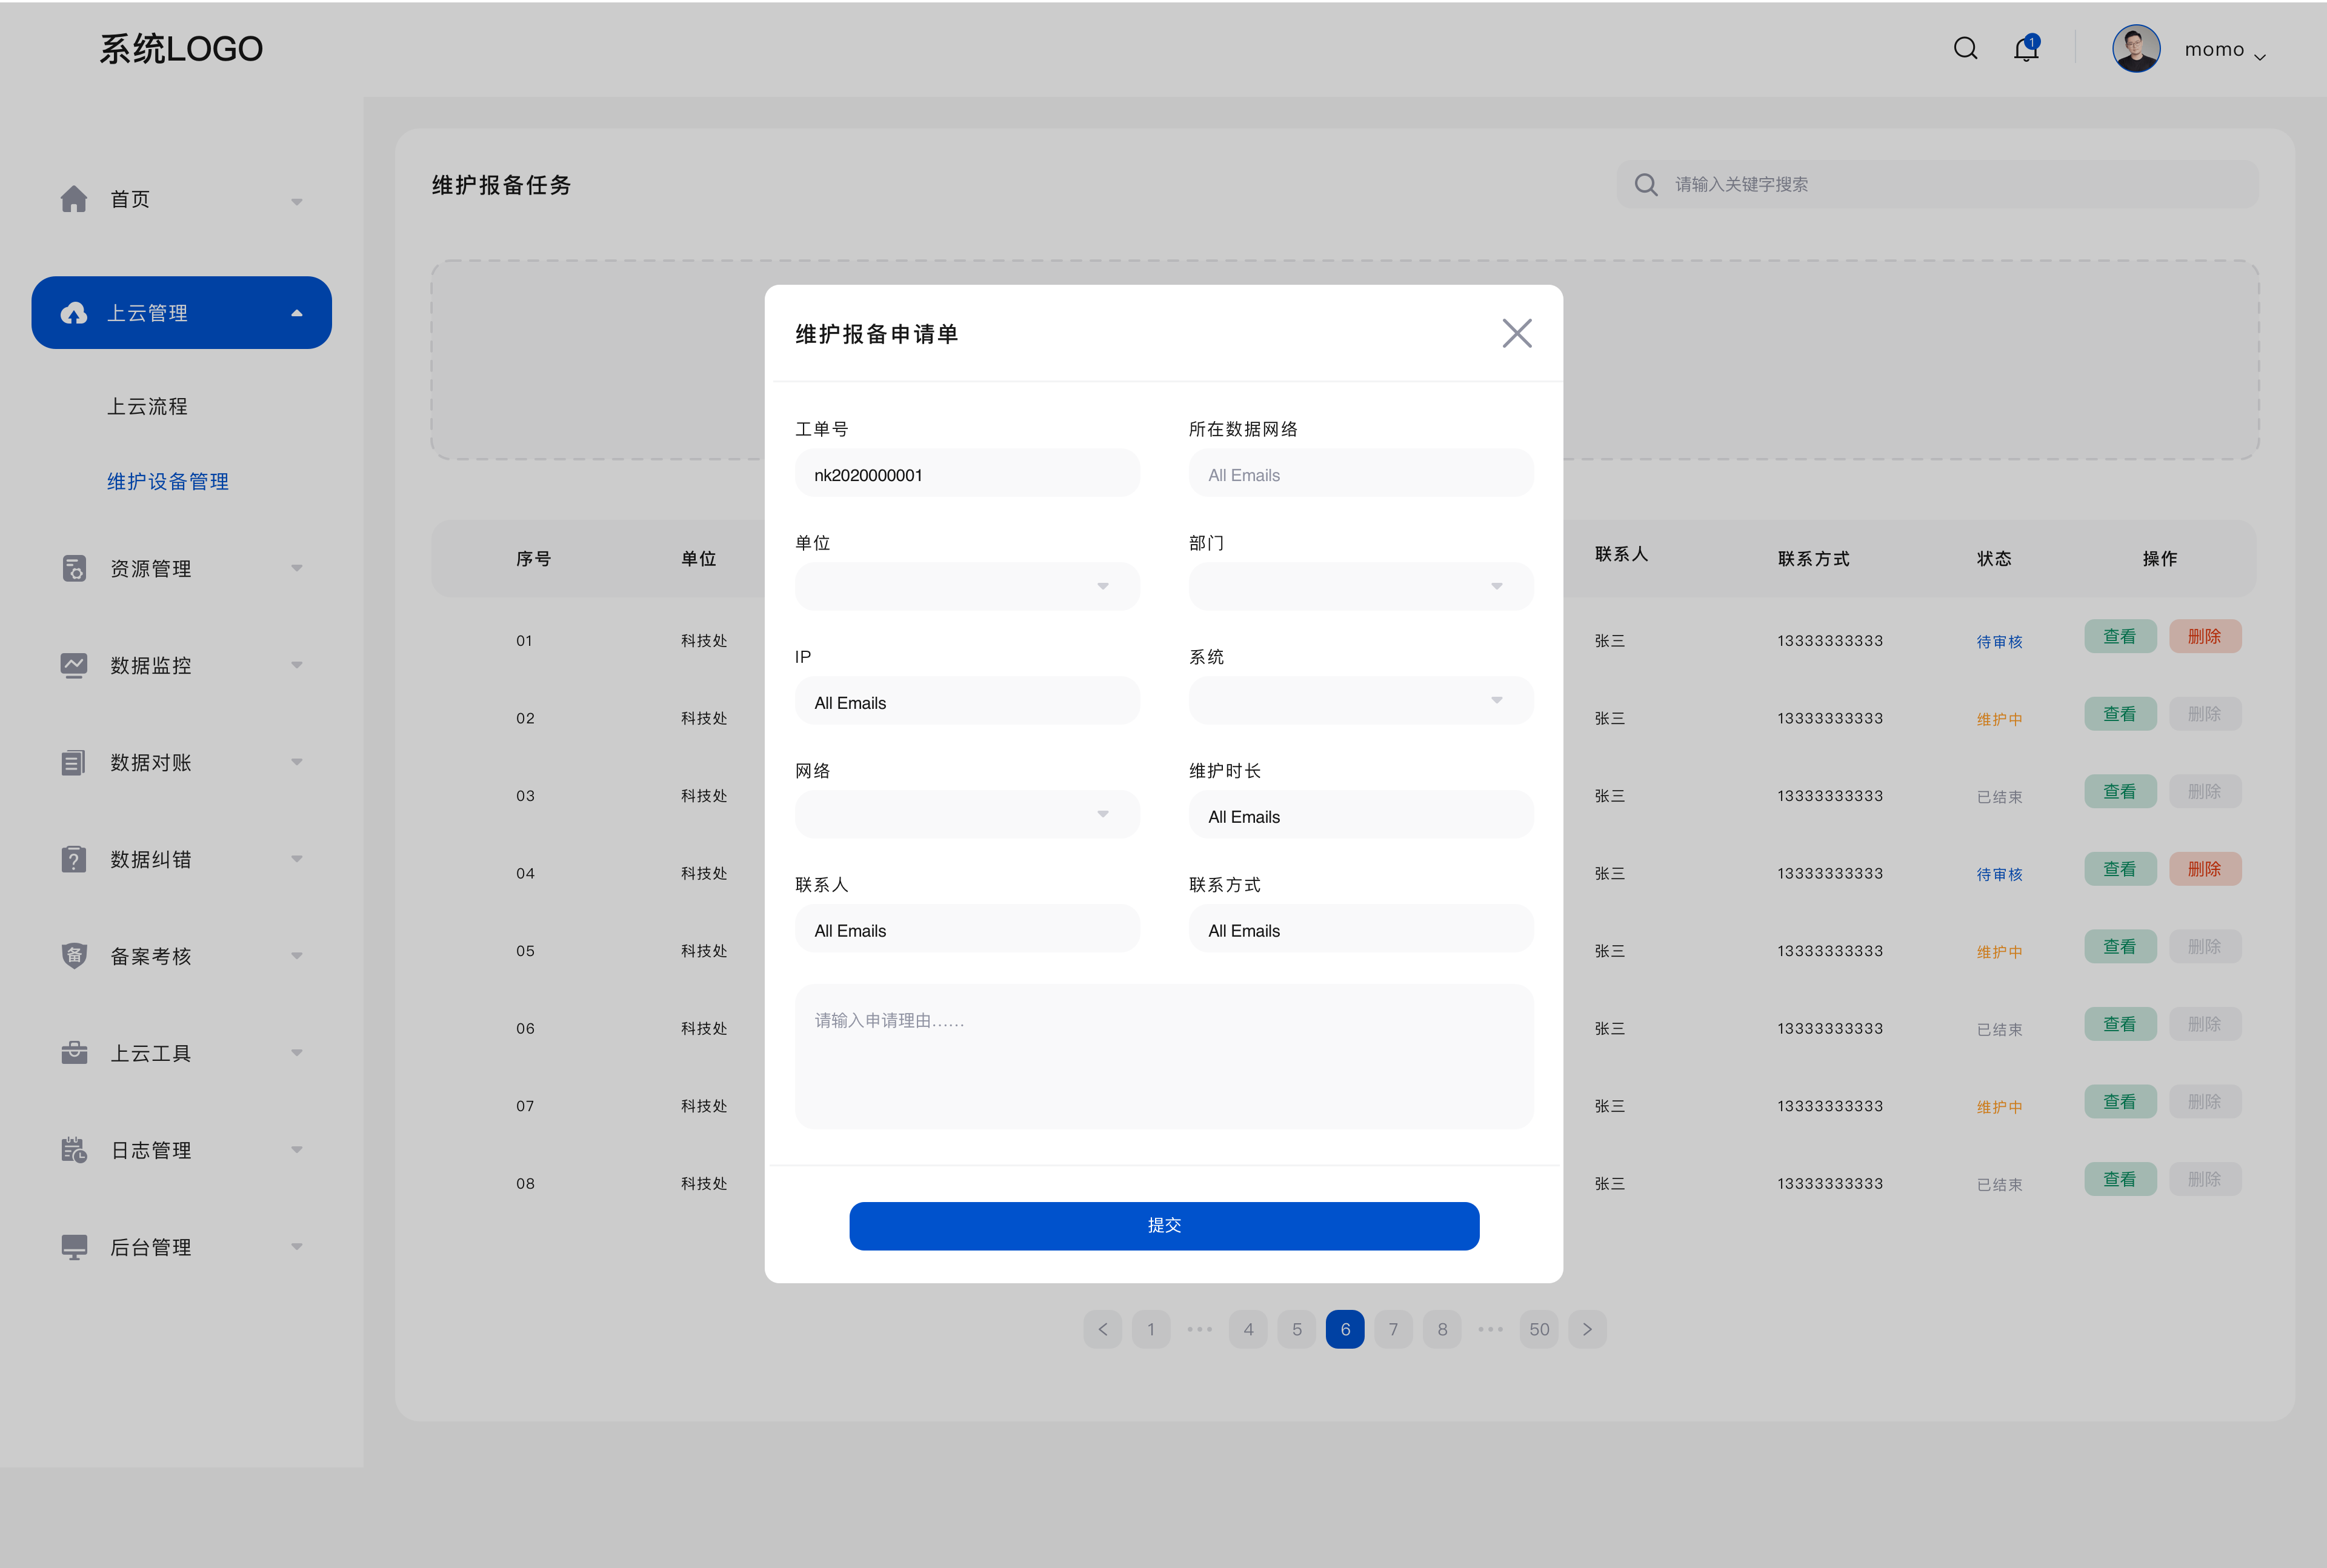 系统LOGO
1
momo
首页
上云管理
上云流程
维护设备管理
资源管理
数据监控
数据对账
?
数据纠错
备
备案考核
上云工具
日志管理
后台管理
维护报备任务
请输入关键字搜索
序号 单位 联系人 联系方式 状态 操作
01 科技处 张三 13333333333 待审核 查看 删除
02 科技处 张三 13333333333 维护中 查看 删除
03 科技处 张三 13333333333 已结束 查看 删除
04 科技处 张三 13333333333 待审核 查看 删除
05 科技处 张三 13333333333 维护中 查看 删除
06 科技处 张三 13333333333 已结束 查看 删除
07 科技处 张三 13333333333 维护中 查看 删除
08 科技处 张三 13333333333 已结束 查看 删除
维护报备申请单
工单号 所在数据网络
nk2020000001 All Emails
单位 部门
IP 系统
All Emails
网络 维护时长
All Emails
联系人 联系方式
All Emails All Emails
请输入申请理由......
提交
1 ··· 4 5 6 7 8 ··· 50